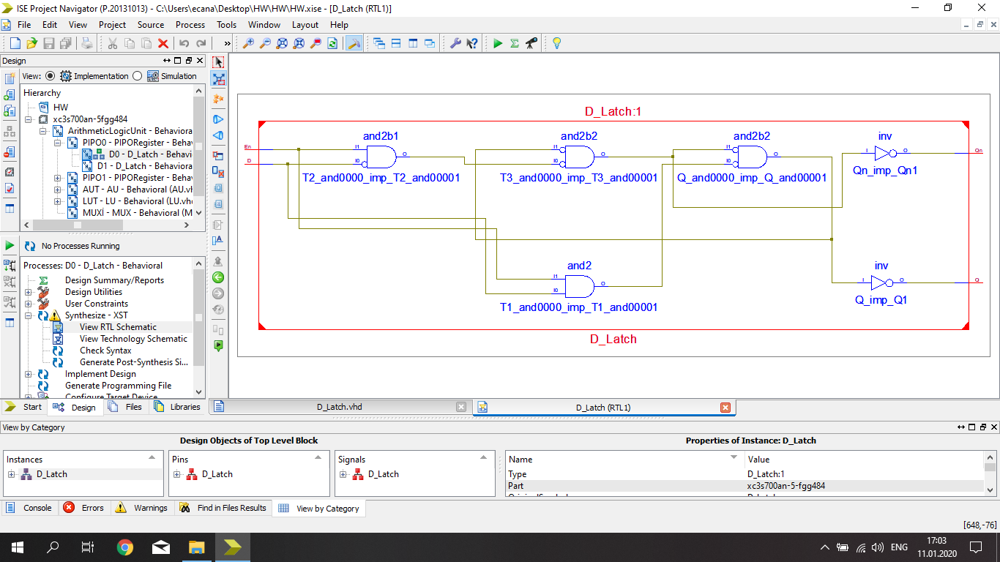 ISE Project Navigator (P.20131013) - C:\Users\ecana\Desktop\HW\HW\HW.xise - [D_Latch (RTL1)]
File Edit View Project Source Process Tools Window Layout Help
»
Design
View: Implementation Simulation
Hierarchy
HW
xc3s700an-5fgg484
ArithmeticLogicUnit - Behaviora
PIPO0 - PIPORegister - Behav
D0 - D_Latch - Behavi
D1 - D_Latch - Behaviora
PIPO1 - PIPORegister - Behav
AUT - AU - Behavioral (AU.vh
LUT - LU - Behavioral (LU.vhd
MUXİ - MUX - Behavioral (M
No Processes Running
Processes: D0 - D_Latch - Behavioral
Design Summary/Reports
Design Utilities
User Constraints
Synthesize - XST
View RTL Schematic
View Technology Schematic
Check Syntax
Generate Post-Synthesis Si...
Implement Design
Generate Programming File
Configure Target Device
Start Design Files Libraries
D_Latch:1
and2b1 and2b2 and2b2 inv
En I1 I0 O I1 I0 O I1 I0 O I O Qn
D
T2_and0000_imp_T2_and00001 T3_and0000_imp_T3_and00001 Q_and0000_imp_Q_and00001 Qn_imp_Qn1
and2 inv
I1 I0 O I O Q
T1_and0000_imp_T1_and00001 Q_imp_Q1
D_Latch
D_Latch.vhd D_Latch (RTL1)
View by Category
Design Objects of Top Level Block Properties of Instance: D_Latch
Instances Pins Signals Name Value
D_Latch D_Latch D_Latch Type D_Latch:1
Part xc3s700an-5-fgg484
Console Errors Warnings Find in Files Results View by Category
[648,-76]
ENG 17:03
11.01.2020